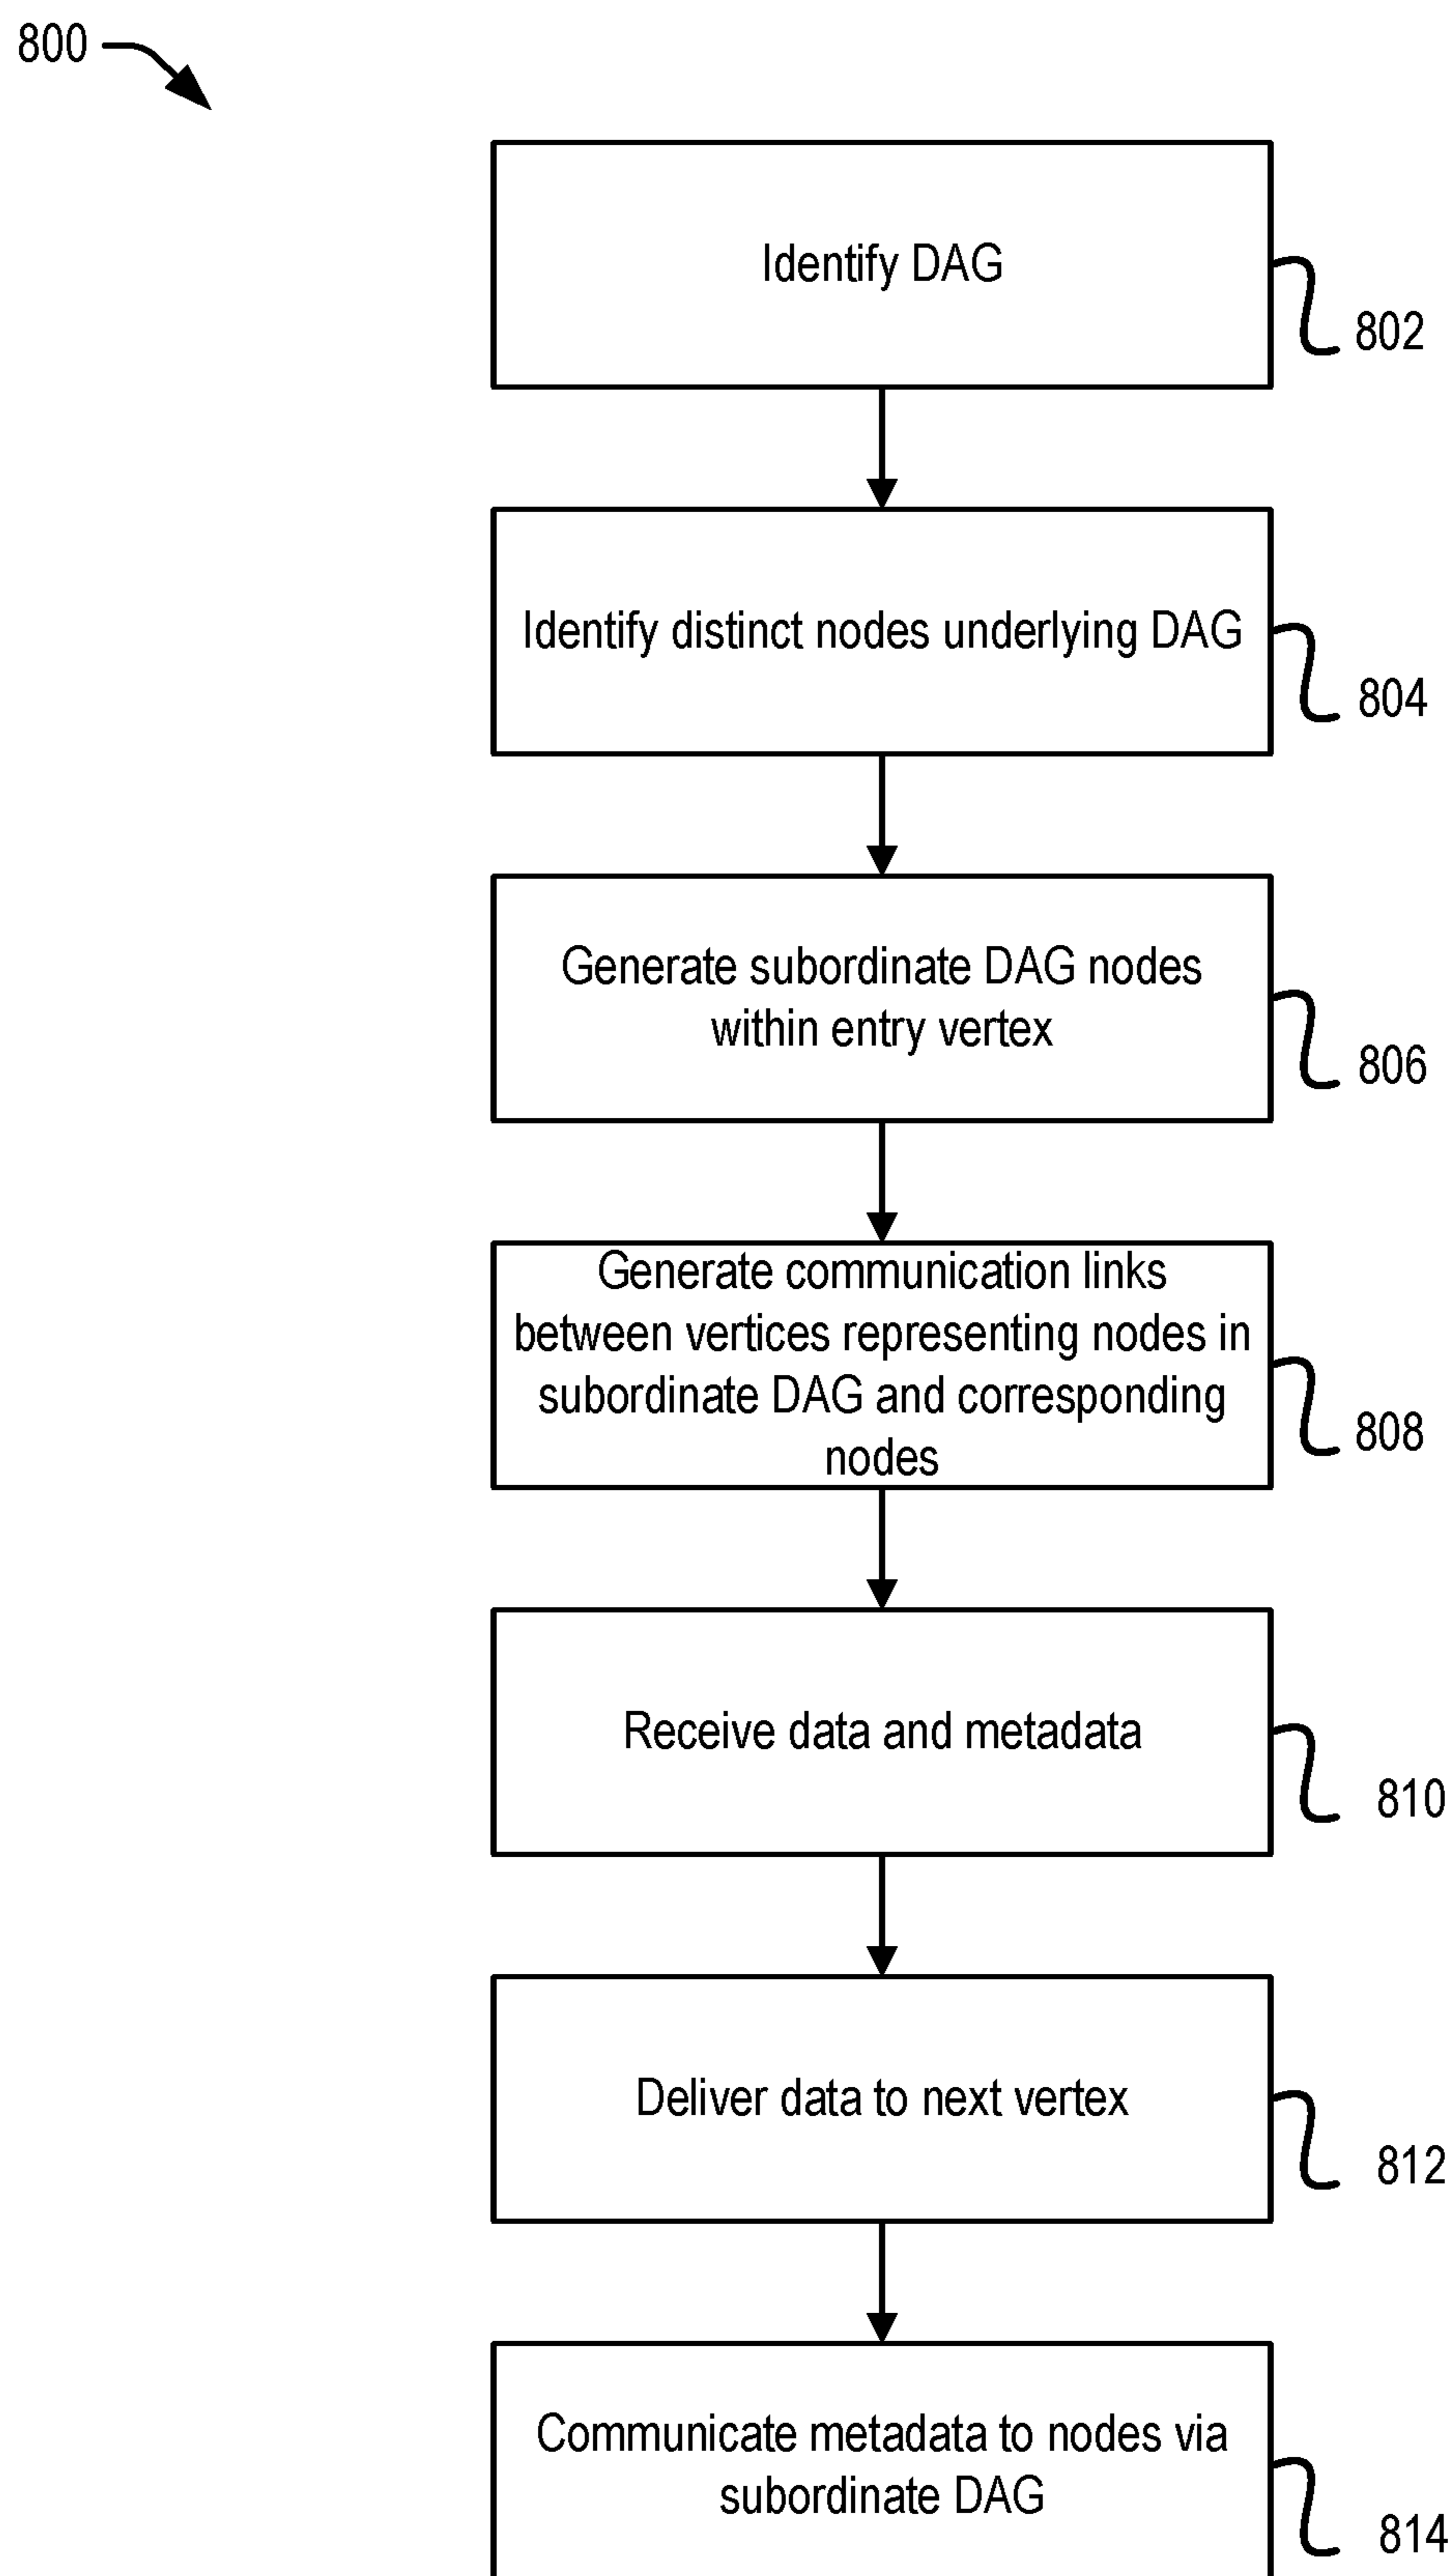 800
Identify DAG
802
Identify distinct nodes underlying DAG
804
Generate subordinate DAG nodes
within entry vertex
806
Generate communication links
between vertices representing nodes in
subordinate DAG and corresponding
nodes
808
Receive data and metadata
810
Deliver data to next vertex
812
Communicate metadata to nodes via
subordinate DAG
814